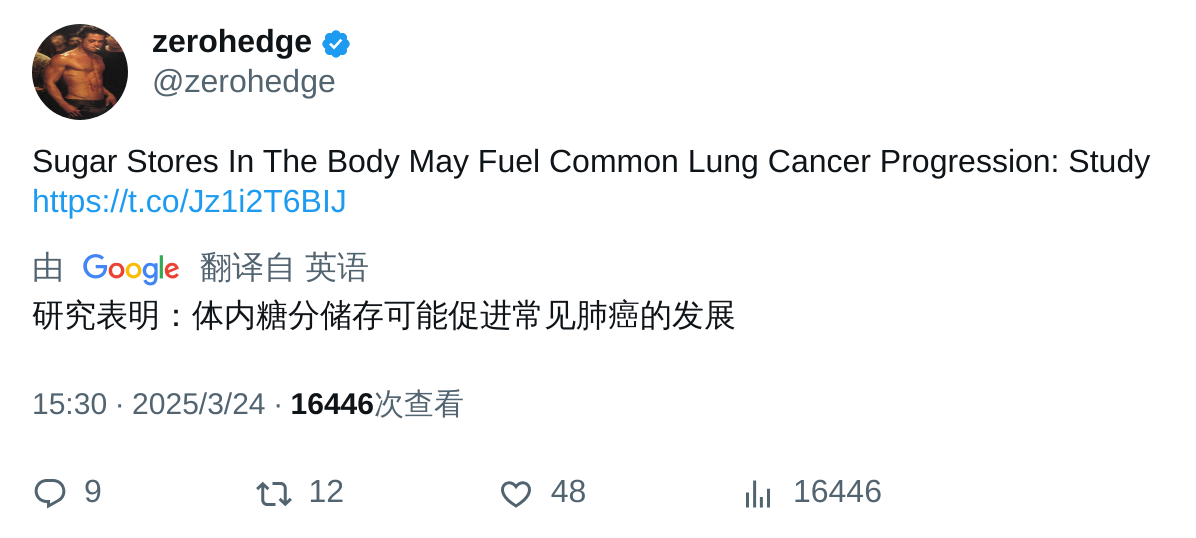 zerohedge
@zerohedge
Sugar Stores In The Body May Fuel Common Lung Cancer Progression: Study
https://t.co/Jz1i2T6BIJ
由 Google 翻译自 英语
研究表明：体内糖分储存可能促进常见肺癌的发展
15:30 · 2025/3/24 · 16446次查看
9 12 48 16446